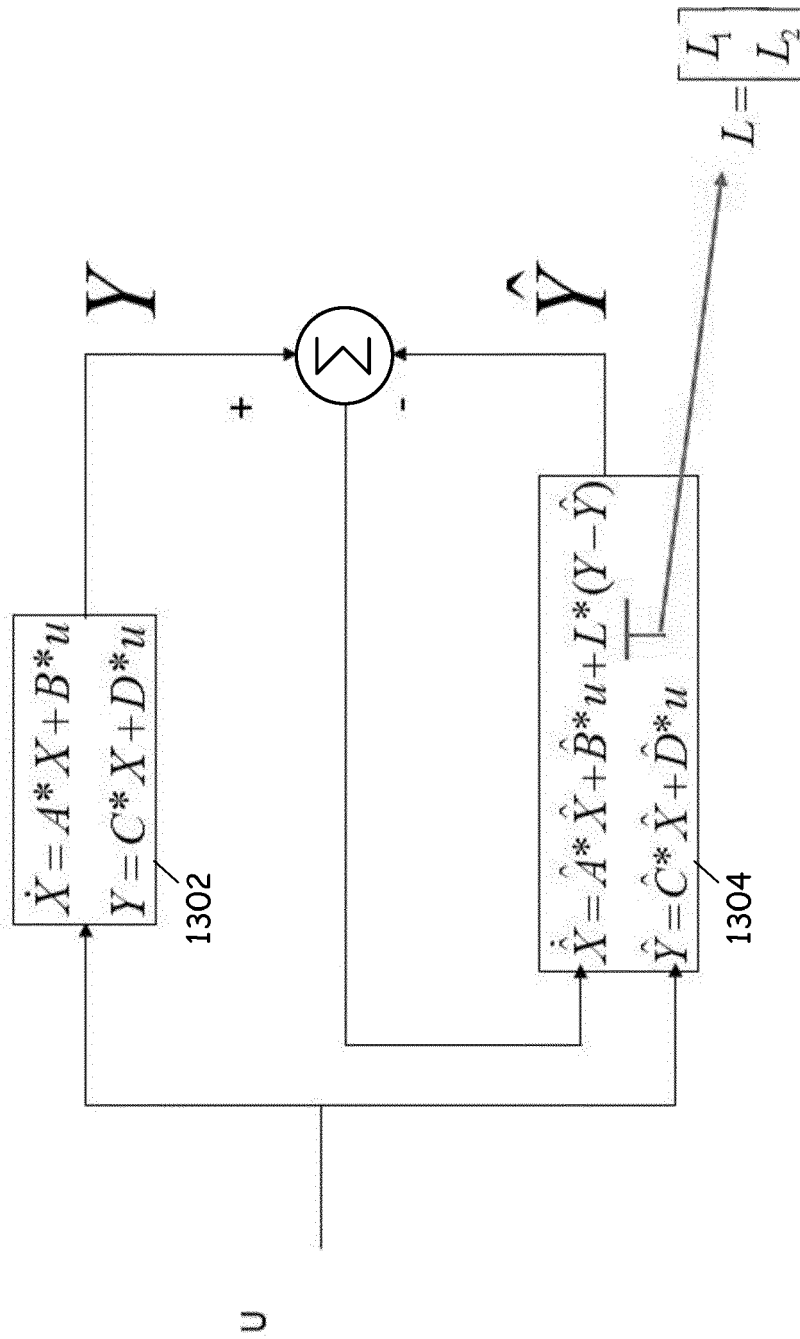 U
Ẋ = A* X + B* u
Y = C* X + D* u
1302
Y
+
Σ
-
Ŷ
X̂̇ = Â* X̂ + B̂* u + L* (Y − Ŷ)
Ŷ = Ĉ* X̂ + D̂* u
1304
L = [ L₁
L₂